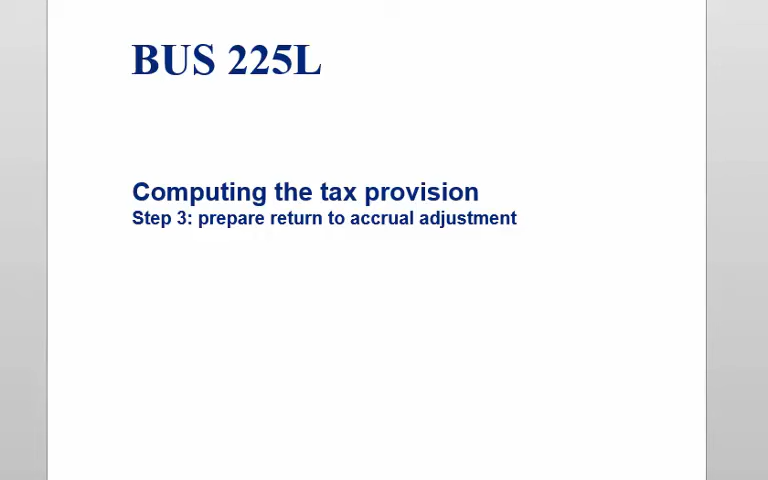 BUS 225L
Computing the tax provision
Step 3: prepare return to accrual adjustment